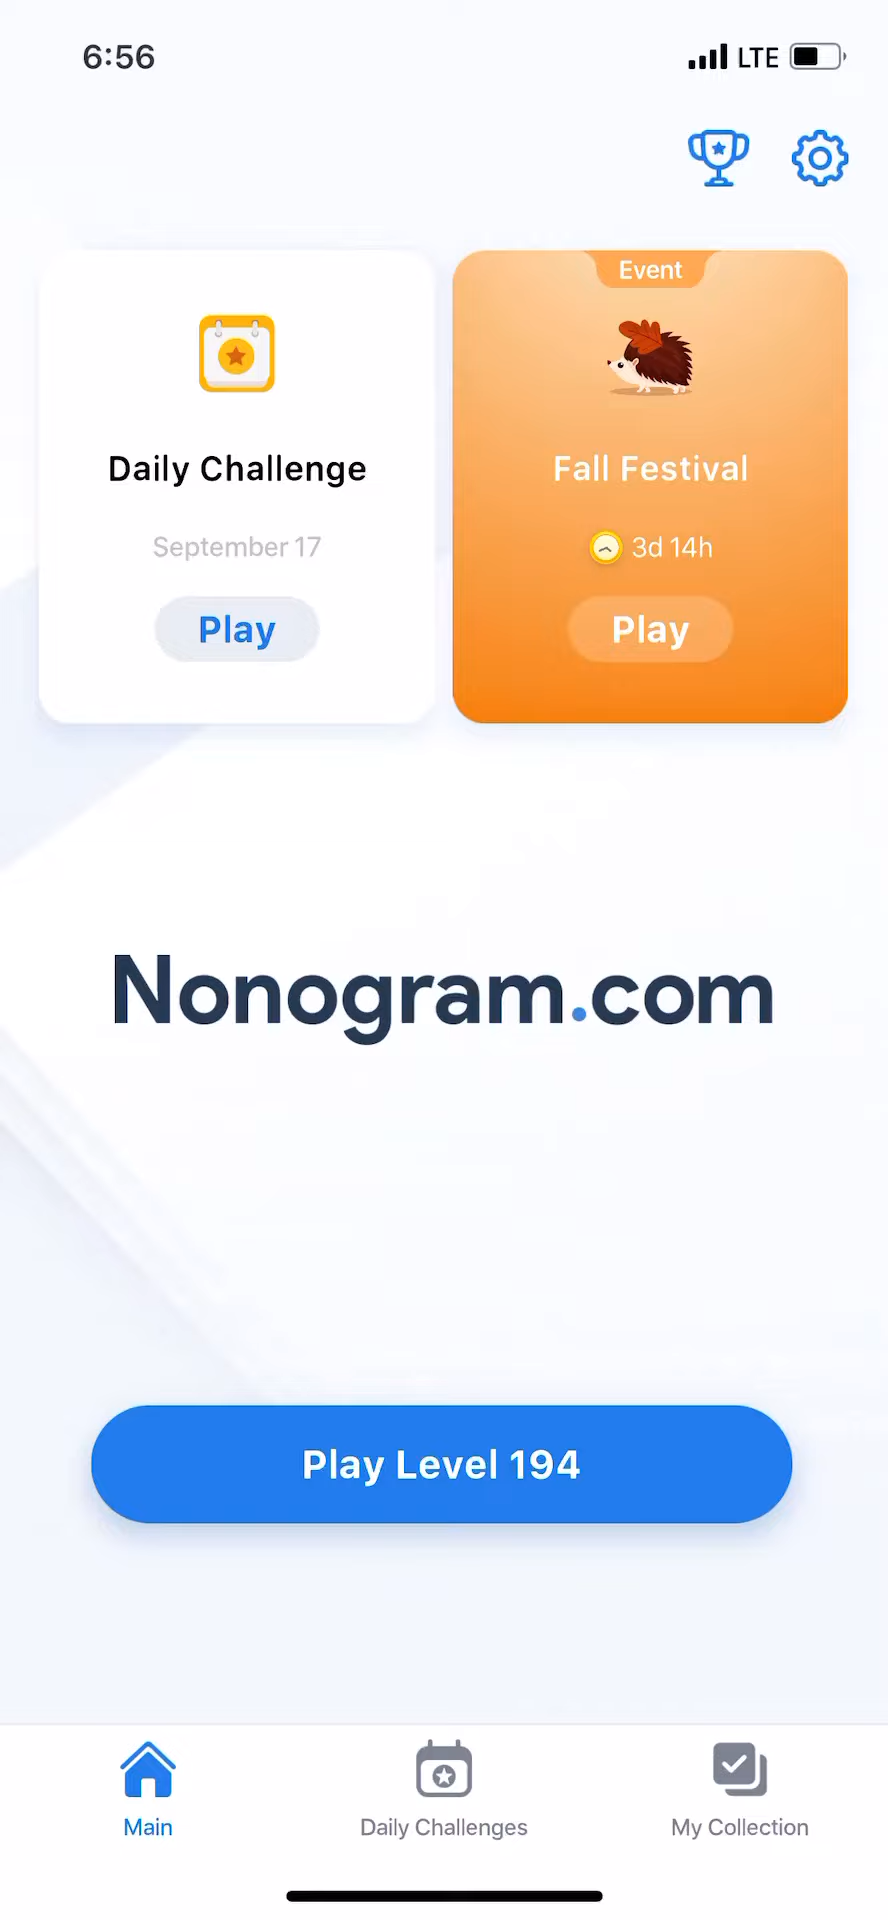 6:56
LTE
Event
Daily Challenge
Fall Festival
September 17
3d 14h
Play
Play
Nonogram.com
Play Level 194
Main
Daily Challenges
My Collection